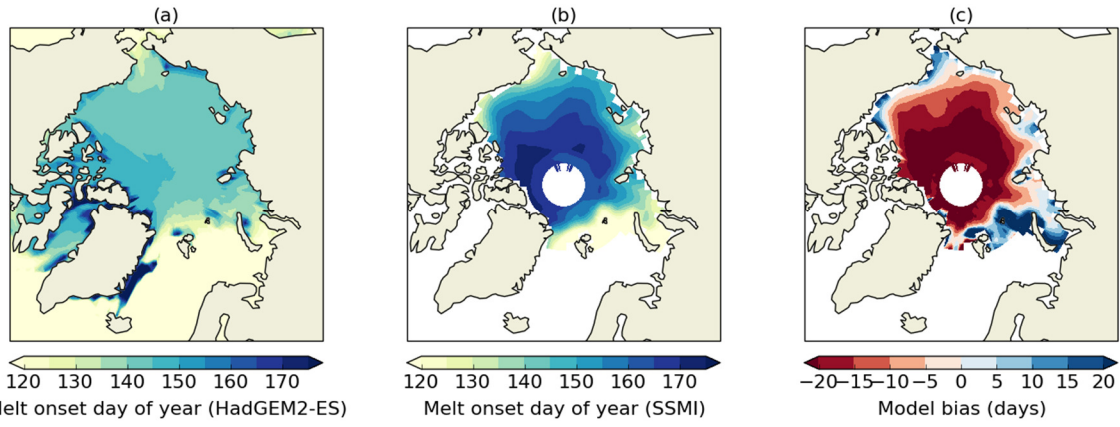 (a) (b) (c)
120 130 140 150 160 170 120 130 140 150 160 170 −20−15−10 −5 0 5 10 15 20
elt onset day of year (HadGEM2-ES) Melt onset day of year (SSMI) Model bias (days)